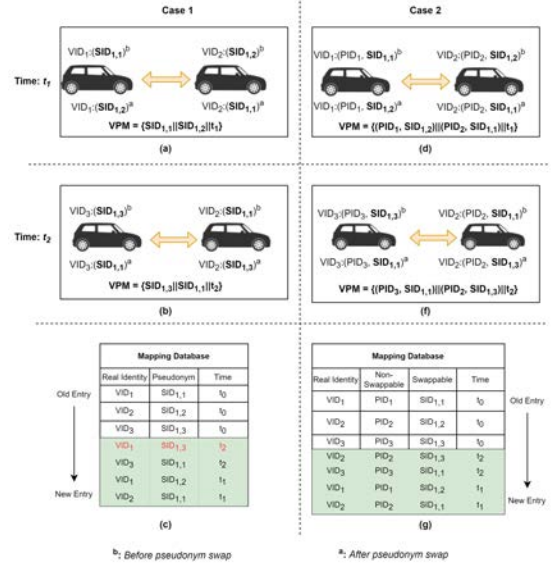 Case 1
Case 2
Time: t1
VID1:(SID1,1)b
VID2:(SID1,2)b
VID1:(SID1,2)a
VID2:(SID1,1)a
VPM = {SID1,1||SID1,2||t1}
(a)
VID1:(PID1, SID1,1)b
VID2:(PID2, SID1,2)b
VID1:(PID1, SID1,2)a
VID2:(PID2, SID1,1)a
VPM = {(PID1, SID1,2)||(PID2, SID1,1)||t1}
(d)
Time: t2
VID3:(SID1,3)b
VID2:(SID1,1)b
VID3:(SID1,1)a
VID2:(SID1,3)a
VPM = {SID1,3||SID1,1||t2}
(b)
VID3:(PID3, SID1,3)b
VID2:(PID2, SID1,1)b
VID3:(PID3, SID1,1)a
VID2:(PID2, SID1,3)a
VPM = {(PID3, SID1,1)||(PID2, SID1,3)||t2}
(f)
Old Entry
New Entry
Mapping Database
Real Identity Pseudonym Time
VID1 SID1,1 t0
VID2 SID1,2 t0
VID3 SID1,3 t0
VID1 SID1,3 t2
VID3 SID1,1 t2
VID1 SID1,2 t1
VID2 SID1,1 t1
(c)
Mapping Database
Real Identity Non-Swappable Swappable Time
VID1 PID1 SID1,1 t0
VID2 PID2 SID1,2 t0
VID3 PID3 SID1,3 t0
VID2 PID2 SID1,3 t2
VID3 PID3 SID1,1 t2
VID1 PID1 SID1,2 t1
VID2 PID2 SID1,1 t1
(g)
Old Entry
New Entry
b: Before pseudonym swap
a: After pseudonym swap